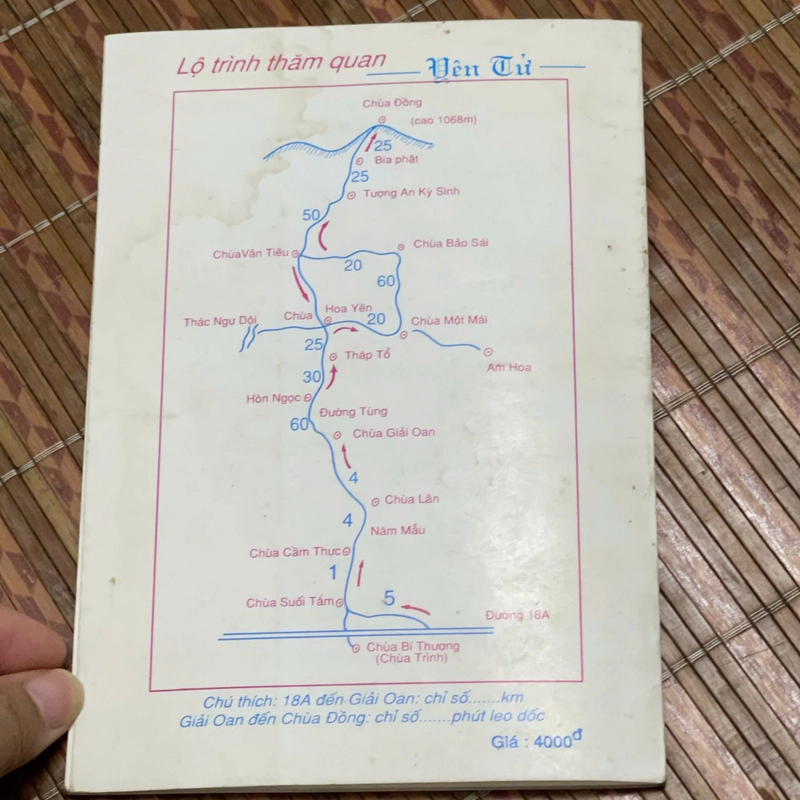 Lộ trình thăm quan Yên Tử
Chùa Đồng
(cao 1068m)
25
Bia phật
25
Tượng An Kỳ Sinh
50
Chùa Bảo Sái
ChùaVân Tiêu
20
60
Hoa Yên
Thác Ngự Dội
Chùa
20
Chùa Một Mái
25
Tháp Tổ
Am Hoa
30
Hòn Ngọc
Đường Tùng
60
Chùa Giải Oan
4
Chùa Lân
4
Năm Mẫu
Chùa Cầm Thực
1
Chùa Suối Tắm
5
Đường 18A
Chùa Bí Thượng
(Chùa Trình)
Chú thích: 18A đến Giải Oan: chỉ số.......km
Giải Oan đến Chùa Đồng: chỉ số.......phút leo dốc
Giá : 4000đ